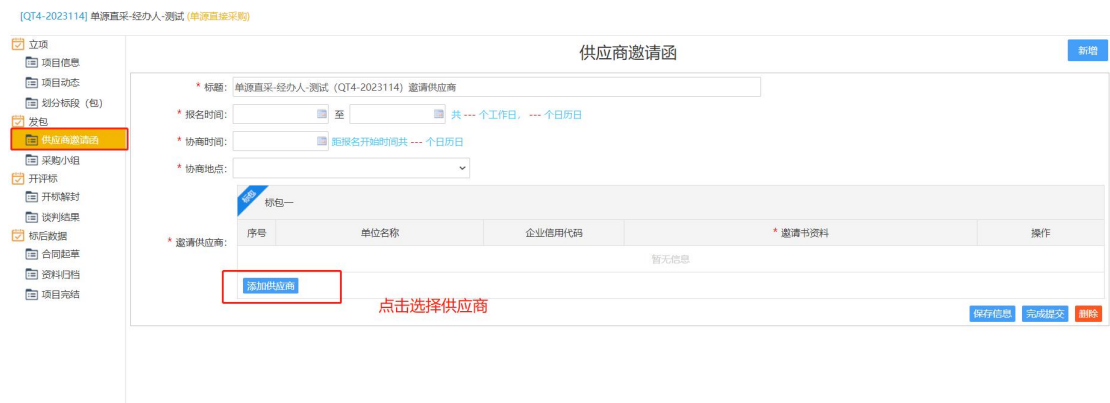 [QT4-2023114] 单源直采-经办人-测试 (单源直接采购)
立项
项目信息
项目动态
划分标段（包）
发包
供应商邀请函
采购小组
开评标
开标解封
谈判结果
标后数据
合同起草
资料归档
项目完结
供应商邀请函
新增
* 标题: 单源直采-经办人-测试（QT4-2023114）邀请供应商
* 报名时间: 至 共 --- 个工作日, --- 个日历日
* 协商时间: 距报名开始时间共 --- 个日历日
* 协商地点:
* 邀请供应商:
标包 标包一
序号 单位名称 企业信用代码 * 邀请书资料 操作
暂无信息
添加供应商
点击选择供应商
保存信息 完成提交 删除